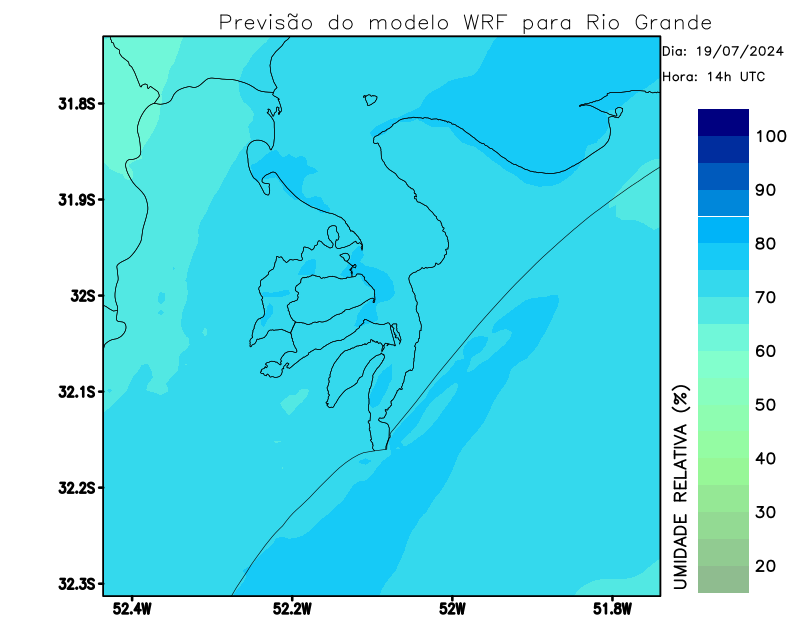 Previsão do modelo WRF para Rio Grande
Dia: 19/07/2024
Hora: 14h UTC
31.8S
31.9S
32S
32.1S
32.2S
32.3S
52.4W
52.2W
52W
51.8W
UMIDADE RELATIVA (%)
100
90
80
70
60
50
40
30
20